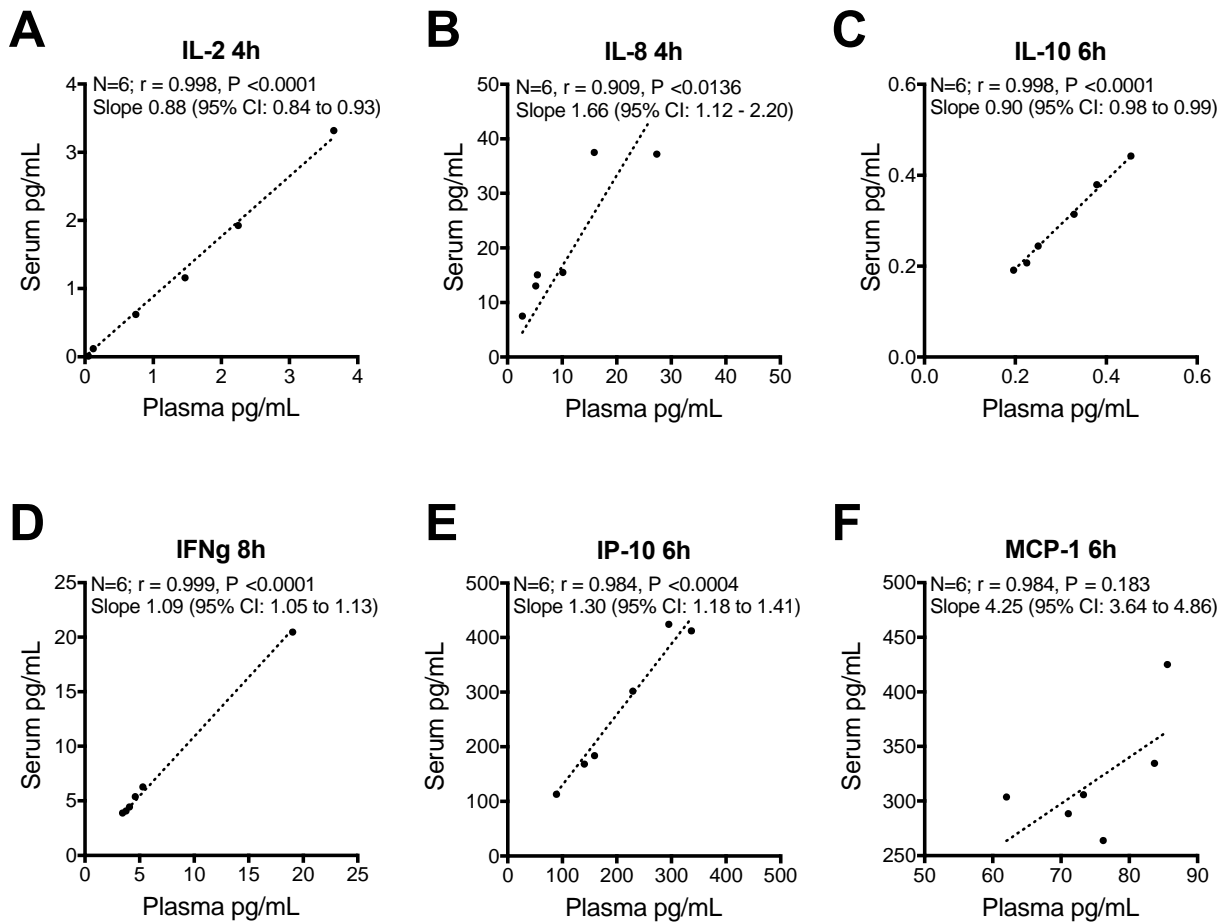 A
IL-2 4h
N=6; r = 0.998, P <0.0001
Slope 0.88 (95% CI: 0.84 to 0.93)
4
3
2
1
0
0 1 2 3 4
Serum pg/mL
Plasma pg/mL
B
IL-8 4h
N=6, r = 0.909, P <0.0136
Slope 1.66 (95% CI: 1.12 - 2.20)
50
40
30
20
10
0
0 10 20 30 40 50
Serum pg/mL
Plasma pg/mL
C
IL-10 6h
N=6; r = 0.998, P <0.0001
Slope 0.90 (95% CI: 0.98 to 0.99)
0.6
0.4
0.2
0.0
0.0 0.2 0.4 0.6
Serum pg/mL
Plasma pg/mL
D
IFNg 8h
N=6; r = 0.999, P <0.0001
Slope 1.09 (95% CI: 1.05 to 1.13)
25
20
15
10
5
0
0 5 10 15 20 25
Serum pg/mL
Plasma pg/mL
E
IP-10 6h
N=6; r = 0.984, P <0.0004
Slope 1.30 (95% CI: 1.18 to 1.41)
500
400
300
200
100
0
0 100 200 300 400 500
Serum pg/mL
Plasma pg/mL
F
MCP-1 6h
N=6; r = 0.984, P = 0.183
Slope 4.25 (95% CI: 3.64 to 4.86)
500
450
400
350
300
250
50 60 70 80 90
Serum pg/mL
Plasma pg/mL